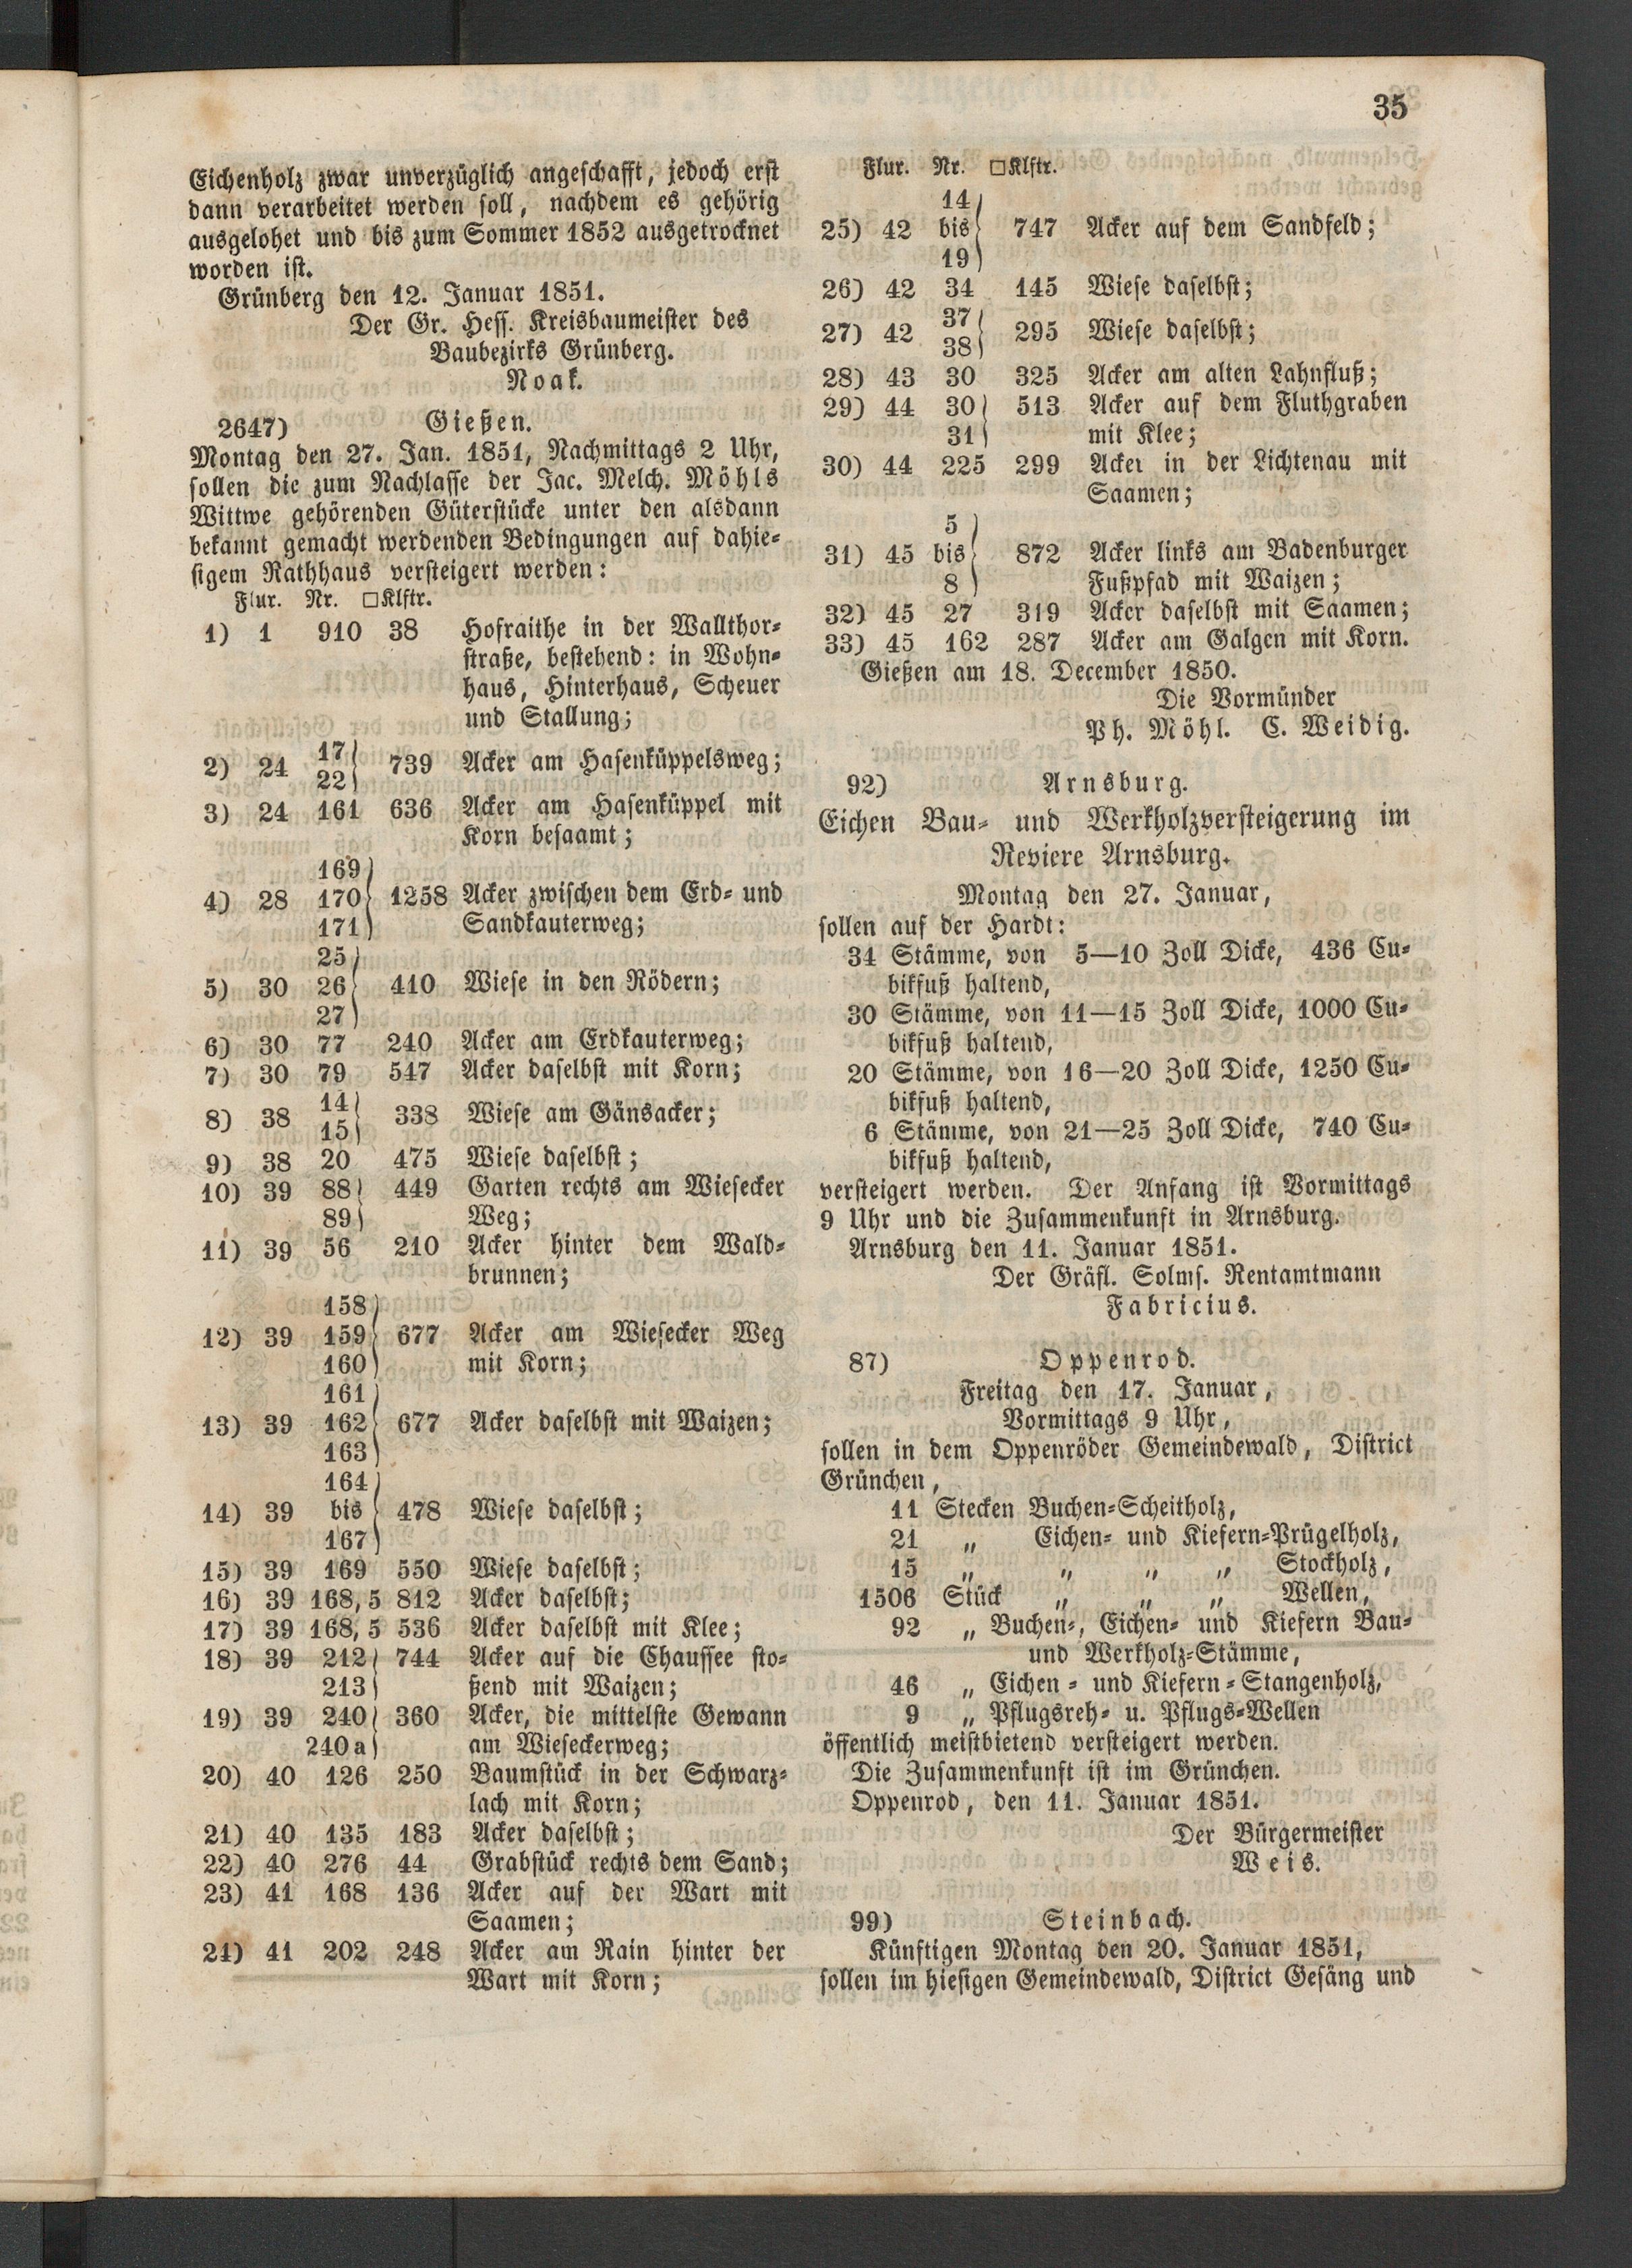 35
Eichenholz zwar unverzüglich angeschafft, jedoch erst
dann verarbeitet werden soll, nachdem es gehörig
ausgelohet und bis zum Sommer 1852 ausgetrocknet
worden ist.
Grünberg den 12. Januar 1851.
Der Gr. Hess. Kreisbaumeister des
Baubezirks Grünberg.
Noak.
2647) Gießen.
Montag den 27. Jan. 1851, Nachmittags 2 Uhr,
sollen die zum Nachlasse der Jac. Melch. Möhls
Wittwe gehörenden Güterstücke unter den alsdann
bekannt gemacht werdenden Bedingungen auf dahie-
sigem Rathhaus versteigert werden:
Flur. Nr. □Klftr.
1) 1 910 38 Hofraithe in der Wallthor-
straße, bestehend: in Wohn-
haus, Hinterhaus, Scheuer
und Stallung;
17
2) 24 739 Acker am Hasenküppelsweg;
22
3) 24 161 636 Acker am Hasenküppel mit
Korn besaamt;
169
4) 28 170 1258 Acker zwischen dem Erd- und
171 Sandkauterweg;
25
5) 30 26 410 Wiese in den Rödern;
27
6) 30 77 240 Acker am Erdkauterweg;
7) 30 79 547 Acker daselbst mit Korn;
14
8) 38 338 Wiese am Gänsacker;
15
9) 38 20 475 Wiese daselbst;
10) 39 88 449 Garten rechts am Wiesecker
89 Weg;
11) 39 56 210 Acker hinter dem Wald-
brunnen;
158
12) 39 159 677 Acker am Wiesecker Weg
160 mit Korn;
161
13) 39 162 677 Acker daselbst mit Waizen;
163
164
14) 39 bis 478 Wiese daselbst;
167
15) 39 169 550 Wiese daselbst;
16) 39 168,5 812 Acker daselbst;
17) 39 168,5 536 Acker daselbst mit Klee;
18) 39 212 744 Acker auf die Chaussee sto-
213 ßend mit Waizen;
19) 39 240 360 Acker, die mittelste Gewann
240 a am Wieseckerweg;
20) 40 126 250 Baumstück in der Schwarz-
lach mit Korn;
21) 40 135 183 Acker daselbst;
22) 40 276 44 Grabstück rechts dem Sand;
23) 41 168 136 Acker auf der Wart mit
Saamen;
24) 41 202 248 Acker am Rain hinter der
Wart mit Korn;
Flur. Nr. □Klftr.
14
25) 42 bis 747 Acker auf dem Sandfeld;
19
26) 42 34 145 Wiese daselbst;
37
27) 42 295 Wiese daselbst;
38
28) 43 30 325 Acker am alten Lahnfluß;
29) 44 30 513 Acker auf dem Fluthgraben
31 mit Klee;
30) 44 225 299 Acker in der Lichtenau mit
Saamen;
5
31) 45 bis 872 Acker links am Badenburger
8 Fußpfad mit Waizen;
32) 45 27 319 Acker daselbst mit Saamen;
33) 45 162 287 Acker am Galgen mit Korn.
Gießen am 18. December 1850.
Die Vormünder
Ph. Möhl. C. Weidig.
92) Arnsburg.
Eichen Bau- und Werkholzversteigerung im
Reviere Arnsburg.
Montag den 27. Januar,
sollen auf der Hardt:
34 Stämme, von 5—10 Zoll Dicke, 436 Cu-
bikfuß haltend,
30 Stämme, von 11—15 Zoll Dicke, 1000 Cu-
bikfuß haltend,
20 Stämme, von 16—20 Zoll Dicke, 1250 Cu-
bikfuß haltend,
6 Stämme, von 21—25 Zoll Dicke, 740 Cu-
bikfuß haltend,
versteigert werden. Der Anfang ist Vormittags
9 Uhr und die Zusammenkunft in Arnsburg.
Arnsburg den 11. Januar 1851.
Der Gräfl. Solms. Rentamtmann
Fabricius.
87) Oppenrod.
Freitag den 17. Januar,
Vormittags 9 Uhr,
sollen in dem Oppenröder Gemeindewald, District
Grünchen,
11 Stecken Buchen-Scheitholz,
21 „ Eichen- und Kiefern-Prügelholz,
15 „ „ „ „ Stockholz,
1506 Stück „ „ „ Wellen,
92 „ Buchen-, Eichen- und Kiefern Bau-
und Werkholz-Stämme,
46 „ Eichen- und Kiefern-Stangenholz,
9 „ Pflugsreh- u. Pflugs-Wellen
öffentlich meistbietend versteigert werden.
Die Zusammenkunft ist im Grünchen.
Oppenrod, den 11. Januar 1851.
Der Bürgermeister
Weis.
99) Steinbach.
Künftigen Montag den 20. Januar 1851,
sollen im hiesigen Gemeindewald, District Gesäng und